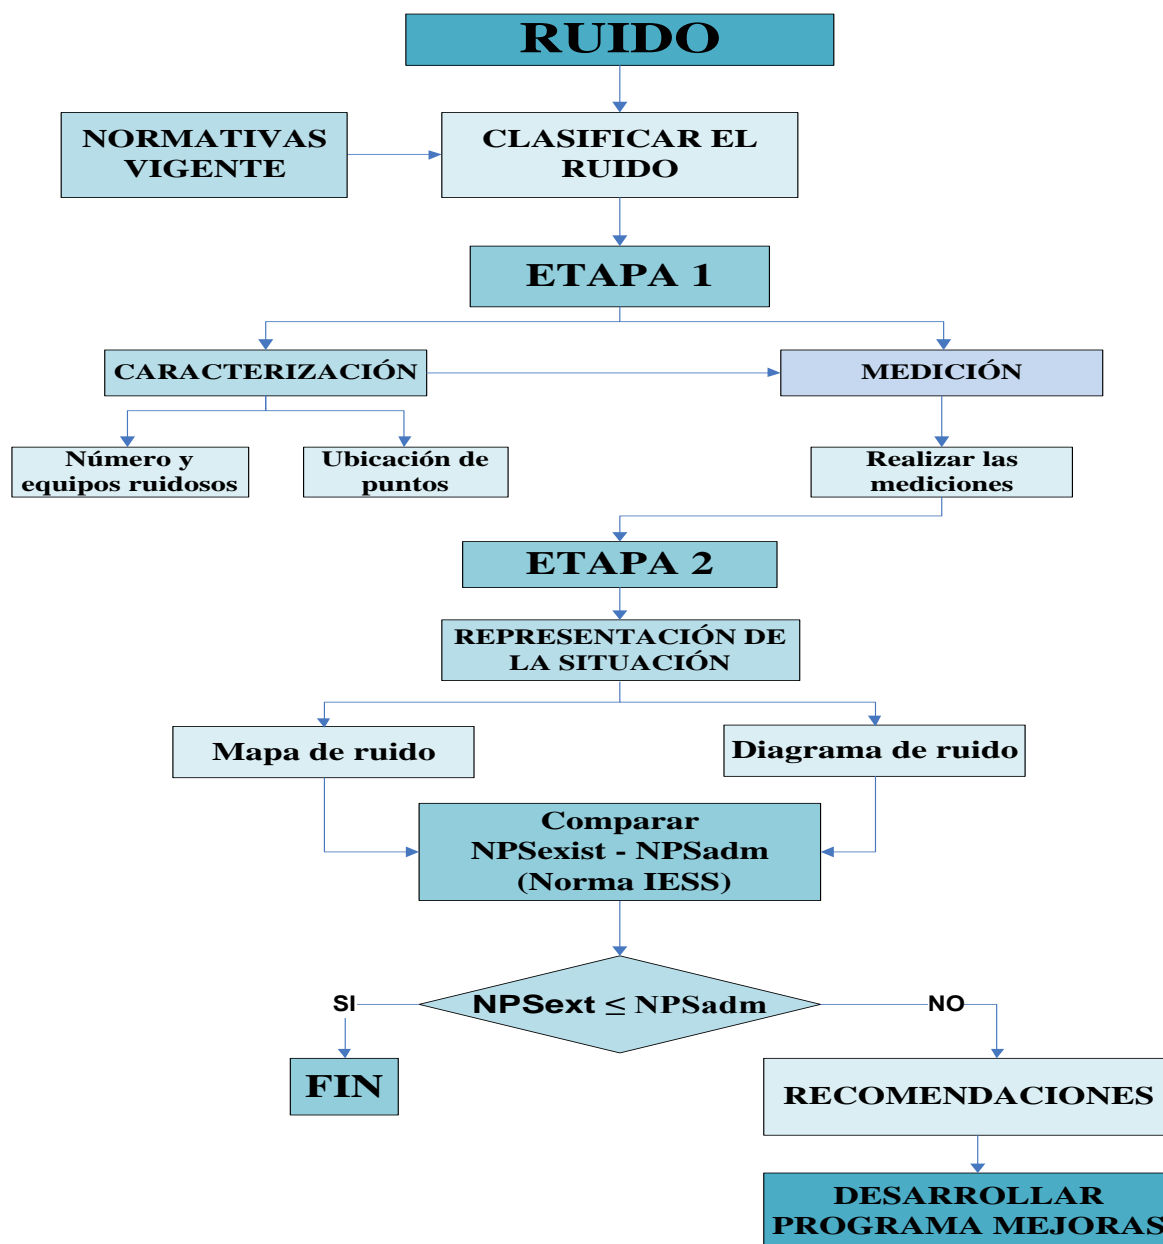 RUIDO
NORMATIVAS
VIGENTE
CLASIFICAR EL
RUIDO
ETAPA 1
CARACTERIZACIÓN
MEDICIÓN
Número y
equipos ruidosos
Ubicación de
puntos
Realizar las
mediciones
ETAPA 2
REPRESENTACIÓN DE
LA SITUACIÓN
Mapa de ruido
Diagrama de ruido
Comparar
NPSexist - NPSadm
(Norma IESS)
SI
NPSext ≤ NPSadm
NO
FIN
RECOMENDACIONES
DESARROLLAR
PROGRAMA MEJORAS